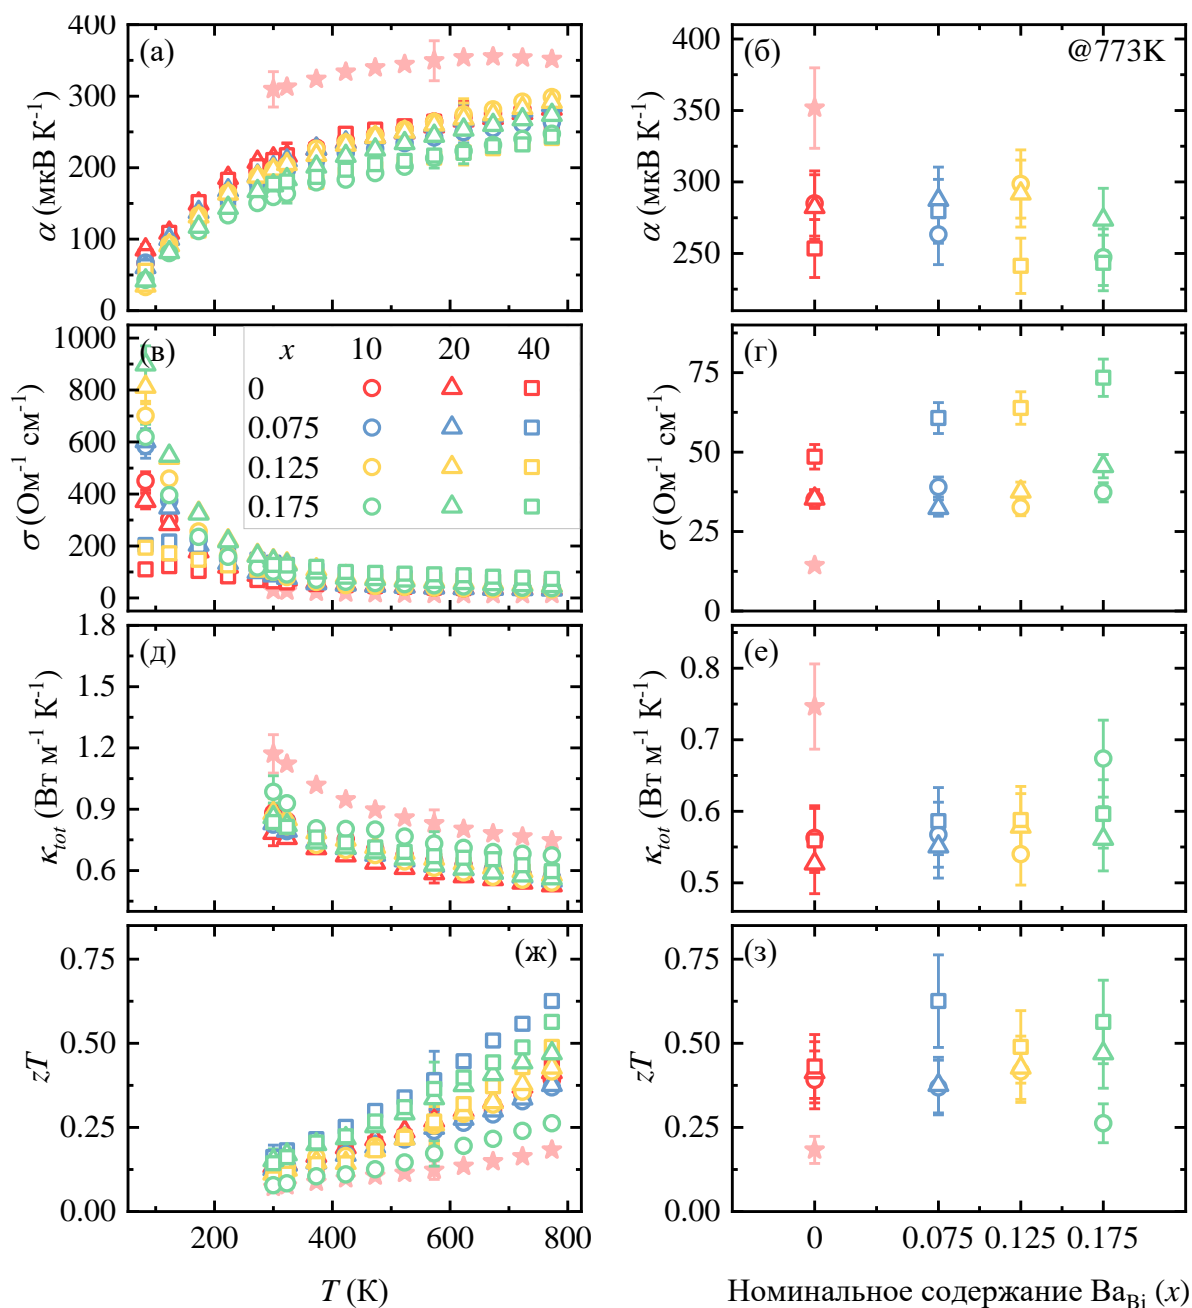 400
300
200
100
0
α (мкВ К⁻¹)
(а)
400
350
300
250
α (мкВ К⁻¹)
(б)
@773K
1000
800
600
400
200
0
σ (Ом⁻¹ см⁻¹)
(в)
x 10 20 40
0
0.075
0.125
0.175
75
50
25
0
σ (Ом⁻¹ см⁻¹)
(г)
1.8
1.5
1.2
0.9
0.6
κtot (Вт м⁻¹ К⁻¹)
(д)
0.8
0.7
0.6
0.5
κtot (Вт м⁻¹ К⁻¹)
(е)
0.75
0.50
0.25
0.00
zT
(ж)
200 400 600 800
T (К)
0.75
0.50
0.25
0.00
zT
(з)
0 0.075 0.125 0.175
Номинальное содержание BaBi (x)